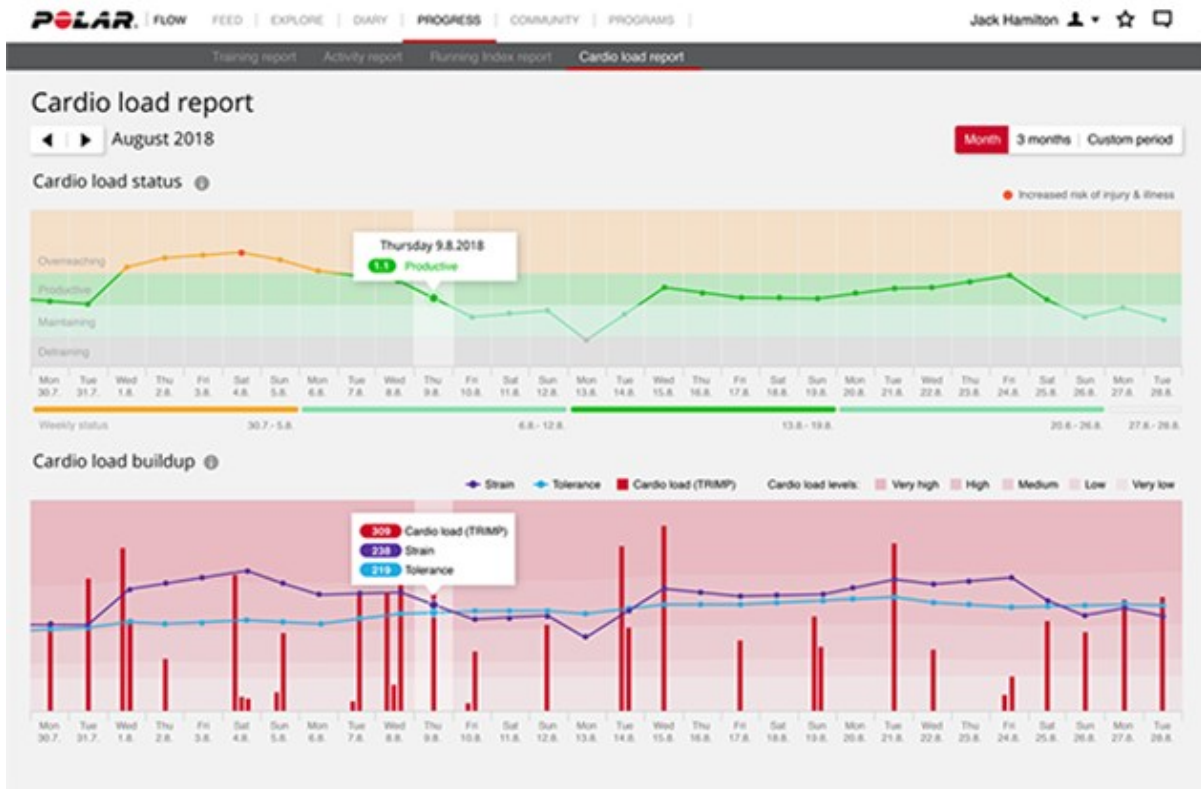 POLAR. FLOW FEED EXPLORE DIARY PROGRESS COMMUNITY PROGRAMS Jack Hamilton
Training report Activity report Running Index report Cardio load report
Cardio load report
August 2018 Month 3 months Custom period
Cardio load status
Increased risk of injury & illness
Thursday 9.8.2018
1.1 Productive
Overreaching
Productive
Maintaining
Detraining
Mon Tue Wed Thu Fri Sat Sun Mon Tue Wed Thu Fri Sat Sun Mon Tue Wed Thu Fri Sat Sun Mon Tue Wed Thu Fri Sat Sun Mon Tue
30.7. 31.7. 1.8. 2.8. 3.8. 4.8. 5.8. 6.8. 7.8. 8.8. 9.8. 10.8. 11.8. 12.8. 13.8. 14.8. 15.8. 16.8. 17.8. 18.8. 19.8. 20.8. 21.8. 22.8. 23.8. 24.8. 25.8. 26.8. 27.8. 28.8.
Weekly status 30.7 - 5.8. 6.8 - 12.8. 13.8 - 19.8. 20.8 - 26.8. 27.8 - 28.8.
Cardio load buildup
Strain Tolerance Cardio load (TRIMP) Cardio load levels: Very high High Medium Low Very low
309 Cardio load (TRIMP)
238 Strain
219 Tolerance
Mon Tue Wed Thu Fri Sat Sun Mon Tue Wed Thu Fri Sat Sun Mon Tue Wed Thu Fri Sat Sun Mon Tue Wed Thu Fri Sat Sun Mon Tue
30.7. 31.7. 1.8. 2.8. 3.8. 4.8. 5.8. 6.8. 7.8. 8.8. 9.8. 10.8. 11.8. 12.8. 13.8. 14.8. 15.8. 16.8. 17.8. 18.8. 19.8. 20.8. 21.8. 22.8. 23.8. 24.8. 25.8. 26.8. 27.8. 28.8.